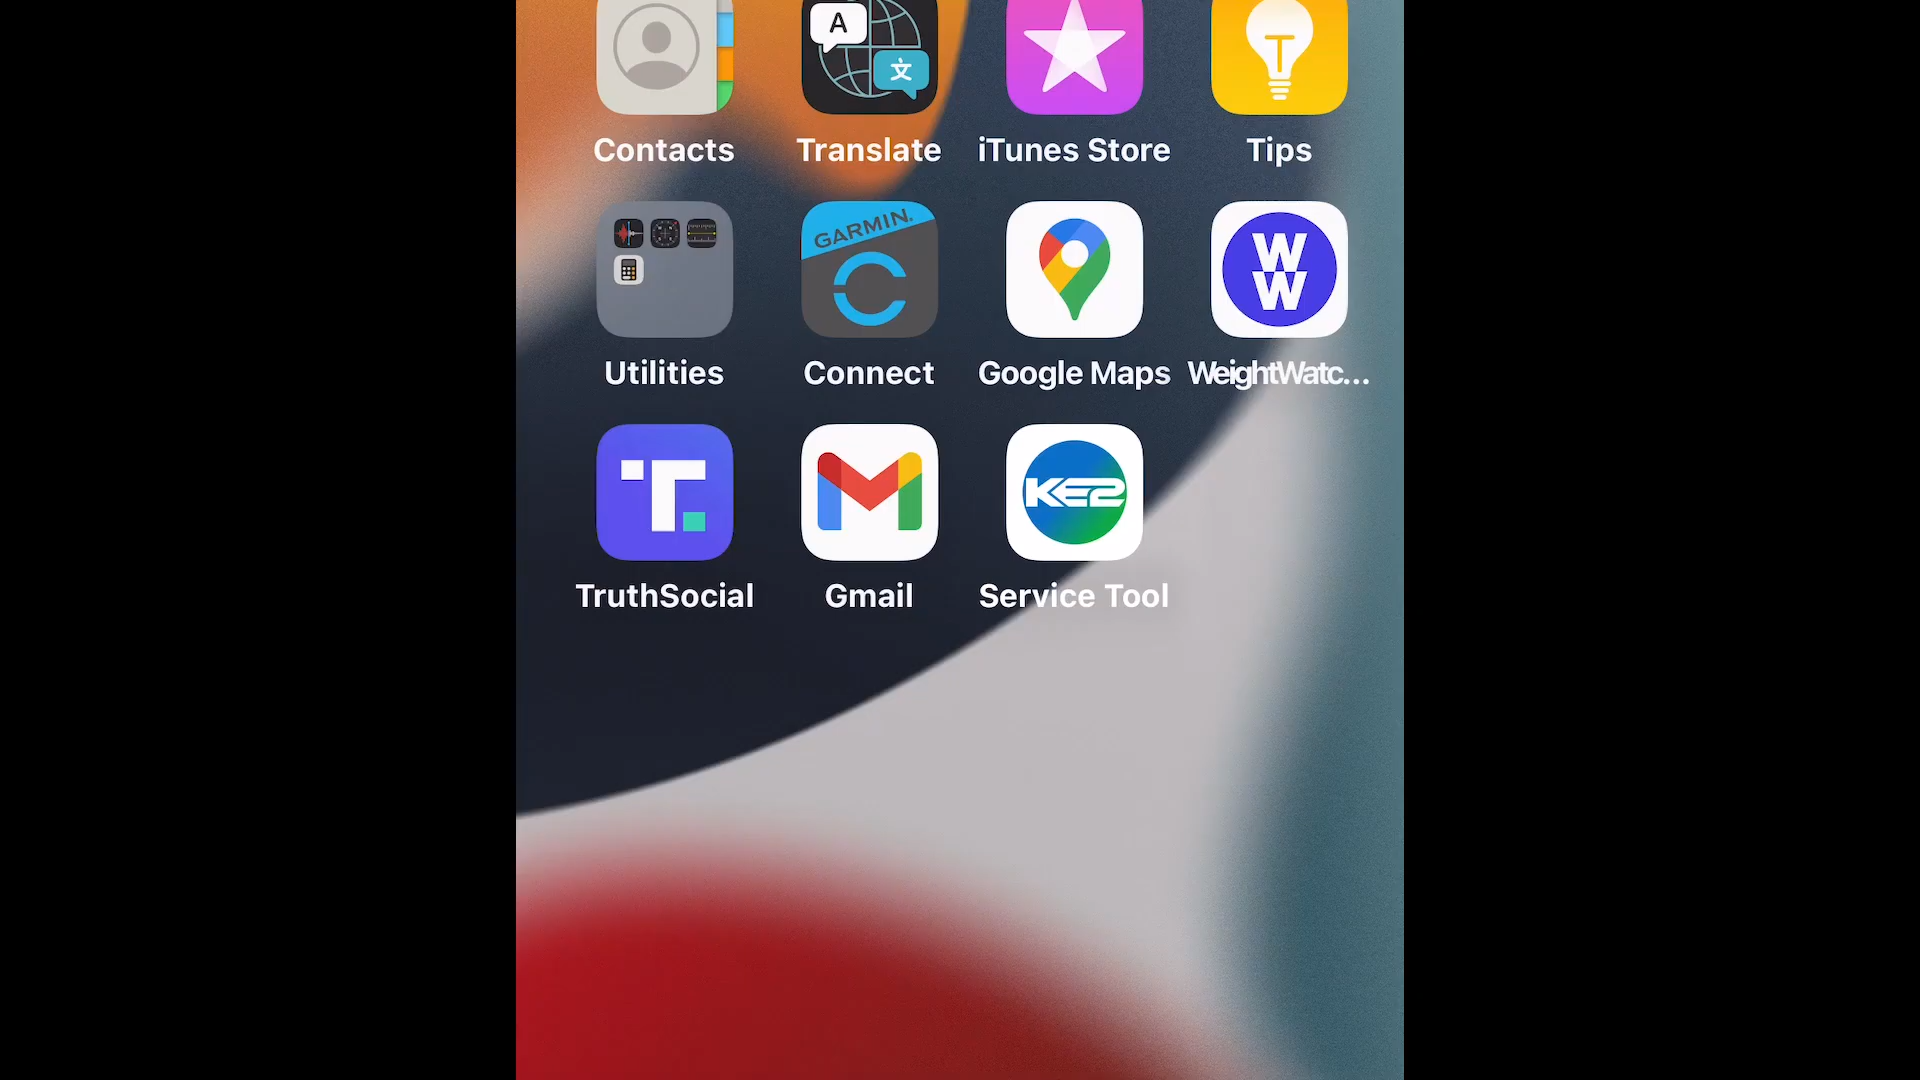 A
文
Contacts Translate iTunes Store Tips
GARMIN.
W
W
Utilities Connect Google Maps WeightWatc...
T.
KE2
TruthSocial Gmail Service Tool